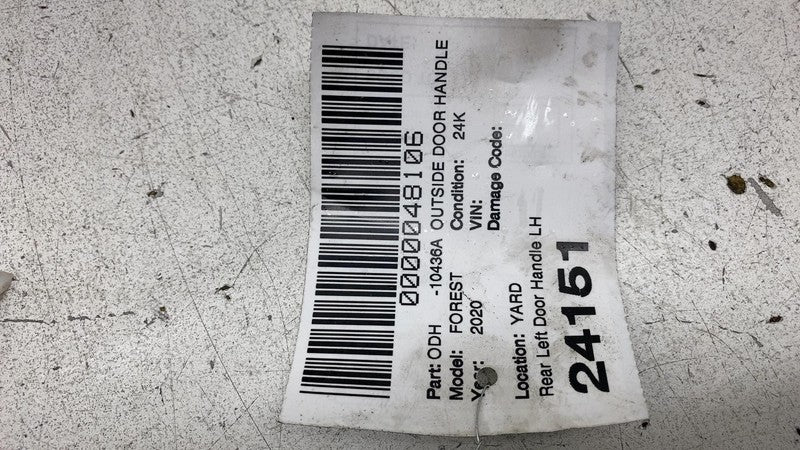 0000048106
Part: ODH -10436A OUTSIDE DOOR HANDLE
Model: FOREST Condition: 24K
Year: 2020 VIN:
Damage Code:
Location: YARD
Rear Left Door Handle LH
24151